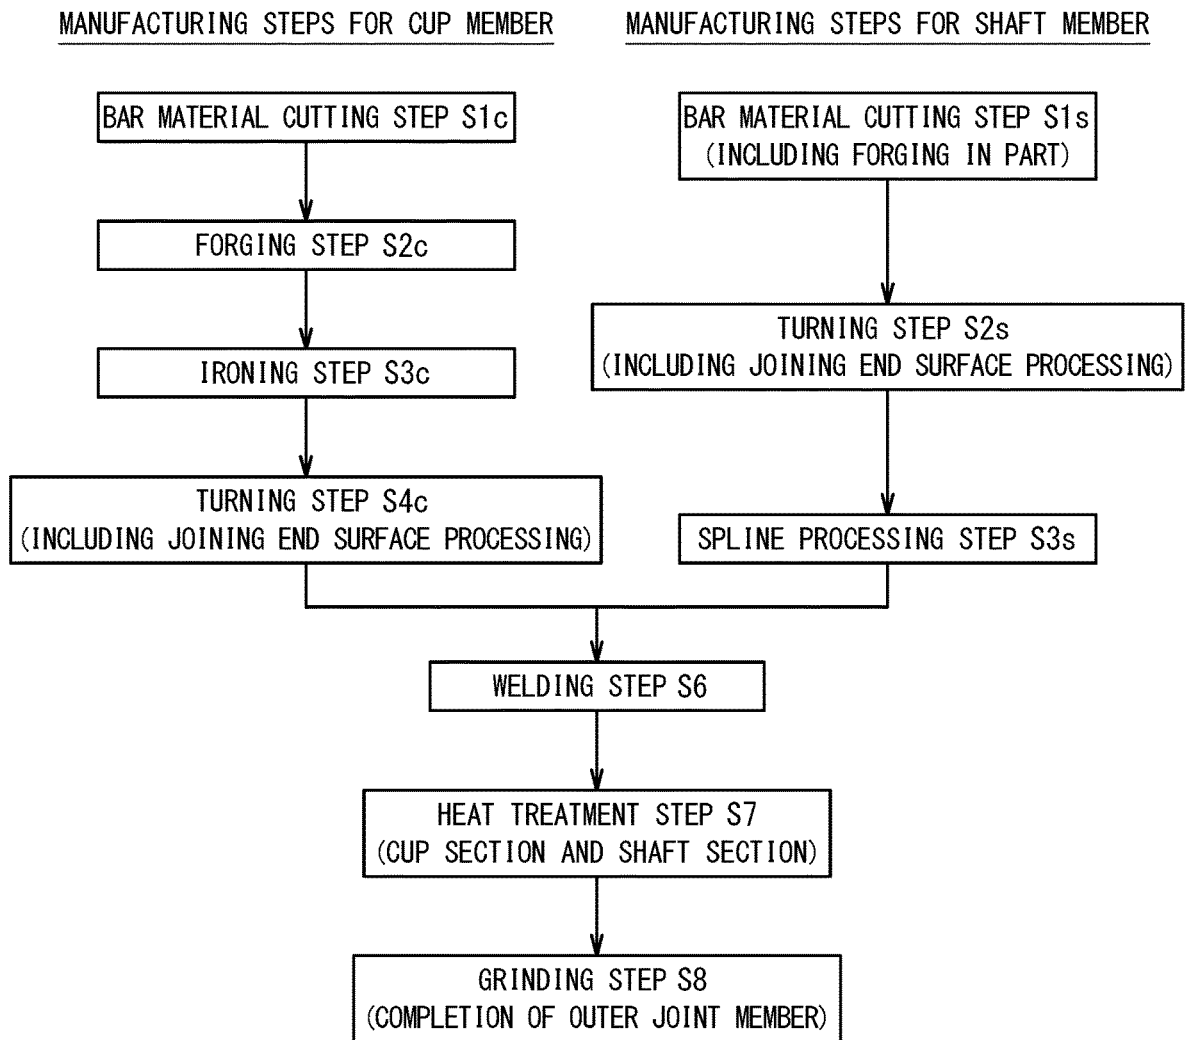 MANUFACTURING STEPS FOR CUP MEMBER
BAR MATERIAL CUTTING STEP S1c
FORGING STEP S2c
IRONING STEP S3c
TURNING STEP S4c
(INCLUDING JOINING END SURFACE PROCESSING)
MANUFACTURING STEPS FOR SHAFT MEMBER
BAR MATERIAL CUTTING STEP S1s
(INCLUDING FORGING IN PART)
TURNING STEP S2s
(INCLUDING JOINING END SURFACE PROCESSING)
SPLINE PROCESSING STEP S3s
WELDING STEP S6
HEAT TREATMENT STEP S7
(CUP SECTION AND SHAFT SECTION)
GRINDING STEP S8
(COMPLETION OF OUTER JOINT MEMBER)